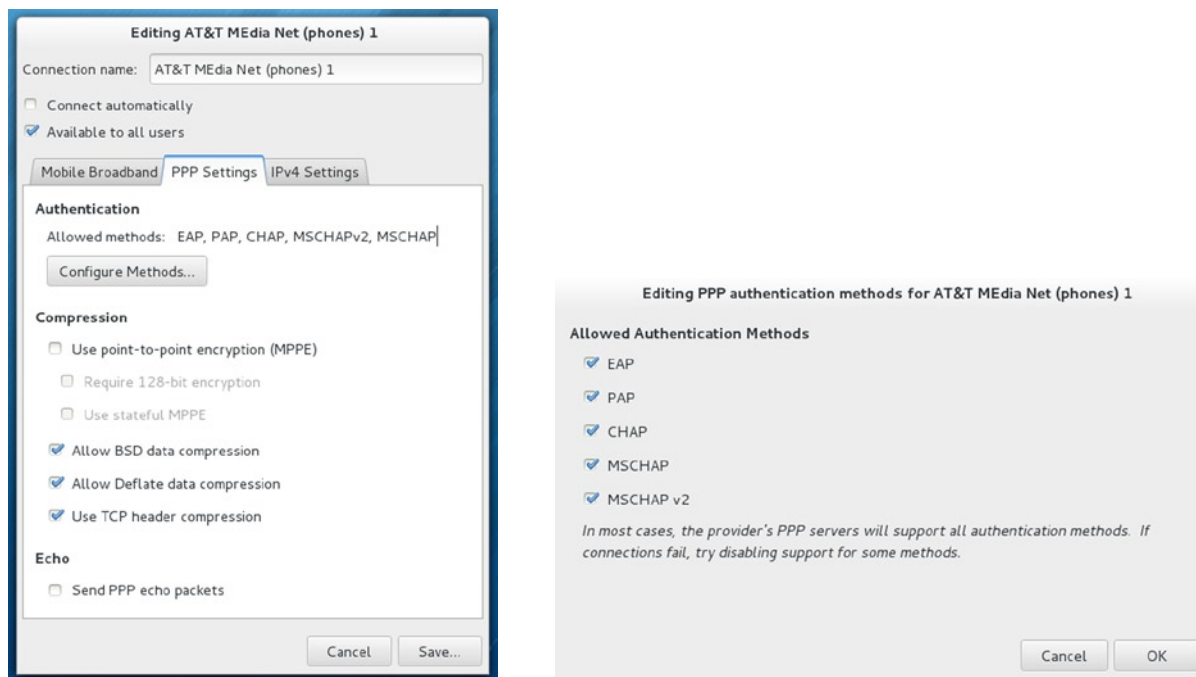 Editing AT&T MEdia Net (phones) 1
Connection name: AT&T MEdia Net (phones) 1
Connect automatically
Available to all users
Mobile Broadband PPP Settings IPv4 Settings
Authentication
Allowed methods: EAP, PAP, CHAP, MSCHAPv2, MSCHAP
Configure Methods...
Compression
Use point-to-point encryption (MPPE)
Require 128-bit encryption
Use stateful MPPE
Allow BSD data compression
Allow Deflate data compression
Use TCP header compression
Echo
Send PPP echo packets
Cancel Save...
Editing PPP authentication methods for AT&T MEdia Net (phones) 1
Allowed Authentication Methods
EAP
PAP
CHAP
MSCHAP
MSCHAP v2
In most cases, the provider's PPP servers will support all authentication methods. If
connections fail, try disabling support for some methods.
Cancel OK